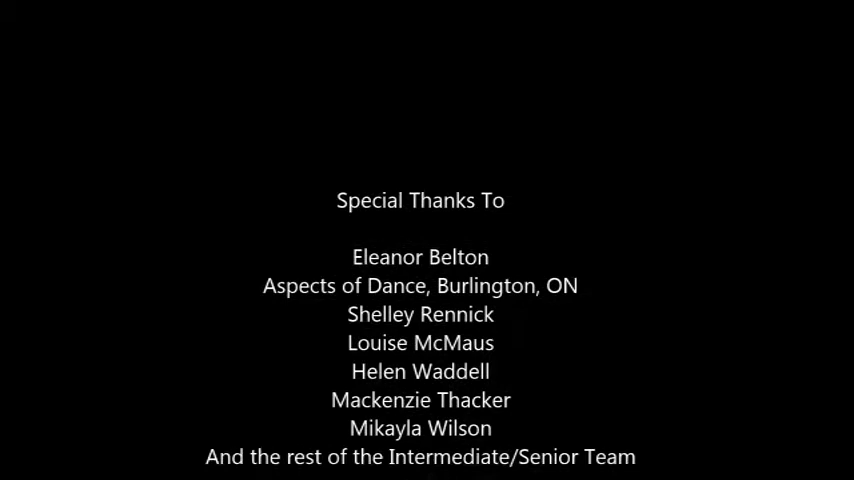 Special Thanks To
Eleanor Belton
Aspects of Dance, Burlington, ON
Shelley Rennick
Louise McMaus
Helen Waddell
Mackenzie Thacker
Mikayla Wilson
And the rest of the Intermediate/Senior Team